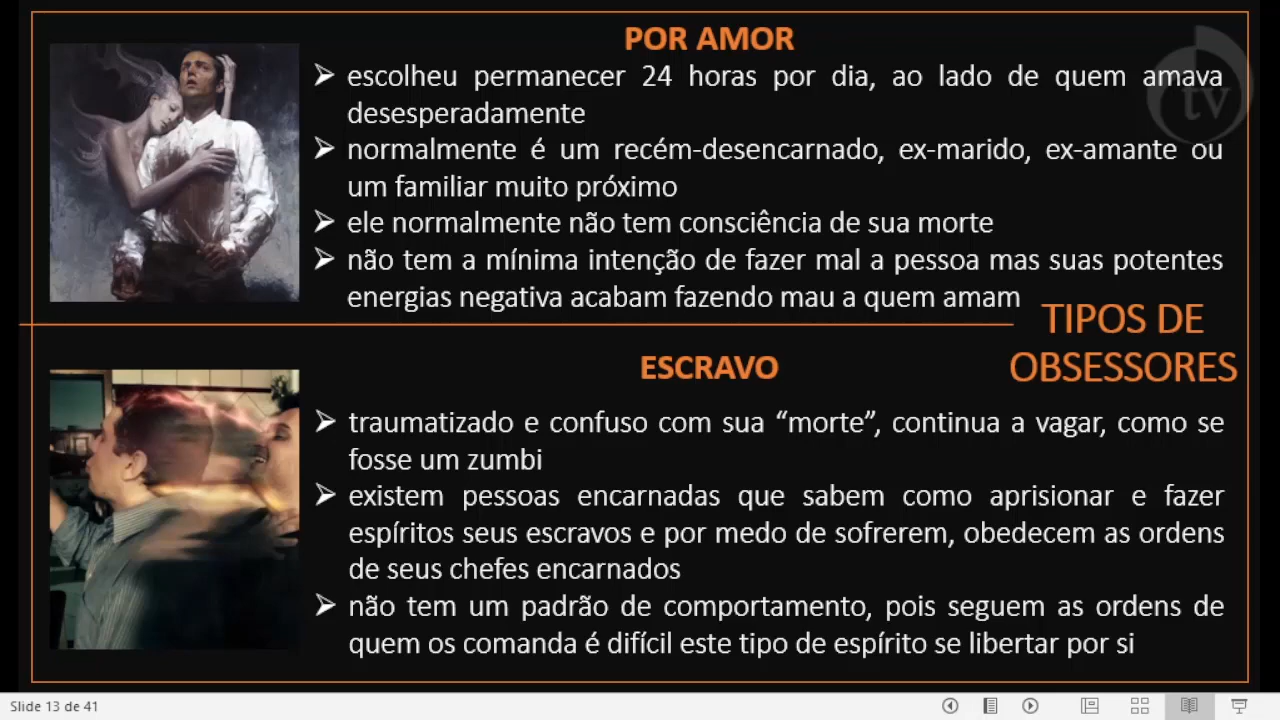 POR AMOR
➢ escolheu permanecer 24 horas por dia, ao lado de quem amava
desesperadamente
➢ normalmente é um recém-desencarnado, ex-marido, ex-amante ou
um familiar muito próximo
➢ ele normalmente não tem consciência de sua morte
➢ não tem a mínima intenção de fazer mal a pessoa mas suas potentes
energias negativa acabam fazendo mau a quem amam
TIPOS DE
OBSESSORES
ESCRAVO
➢ traumatizado e confuso com sua “morte”, continua a vagar, como se
fosse um zumbi
➢ existem pessoas encarnadas que sabem como aprisionar e fazer
espíritos seus escravos e por medo de sofrerem, obedecem as ordens
de seus chefes encarnados
➢ não tem um padrão de comportamento, pois seguem as ordens de
quem os comanda é difícil este tipo de espírito se libertar por si
tv
Slide 13 de 41